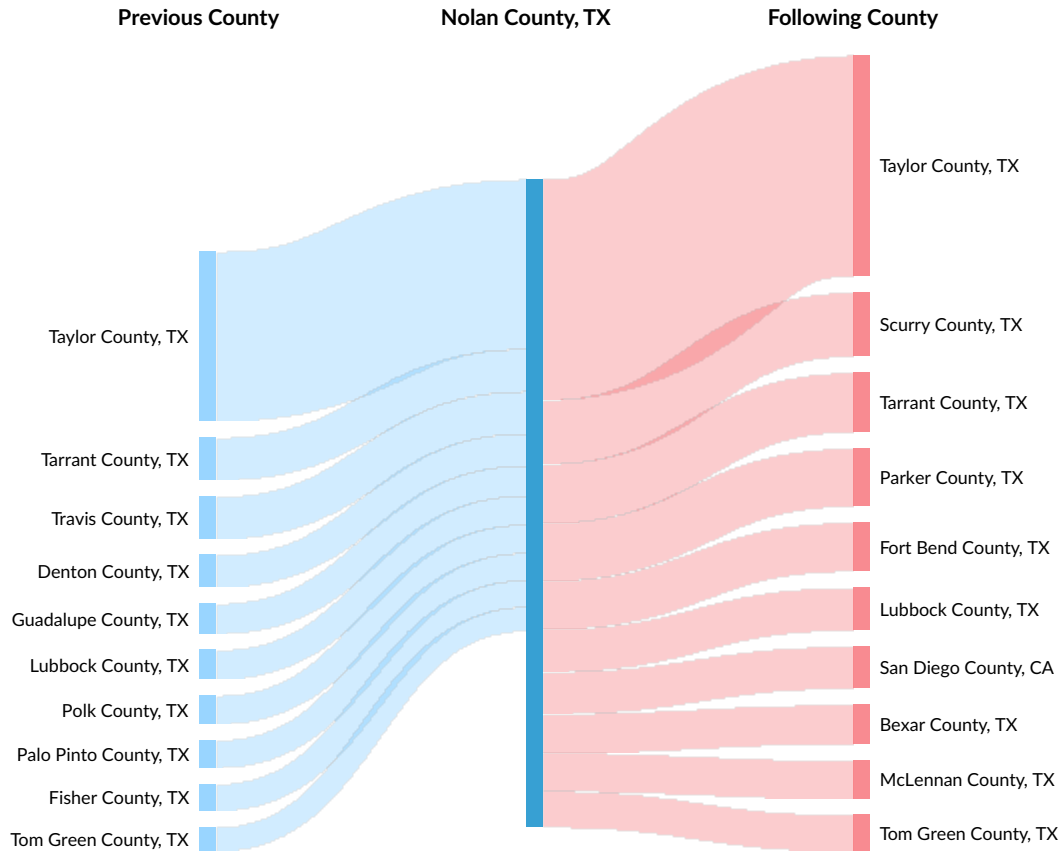 Previous County
Nolan County, TX
Following County
Taylor County, TX
Tarrant County, TX
Travis County, TX
Denton County, TX
Guadalupe County, TX
Lubbock County, TX
Polk County, TX
Palo Pinto County, TX
Fisher County, TX
Tom Green County, TX
Taylor County, TX
Scurry County, TX
Tarrant County, TX
Parker County, TX
Fort Bend County, TX
Lubbock County, TX
San Diego County, CA
Bexar County, TX
McLennan County, TX
Tom Green County, TX